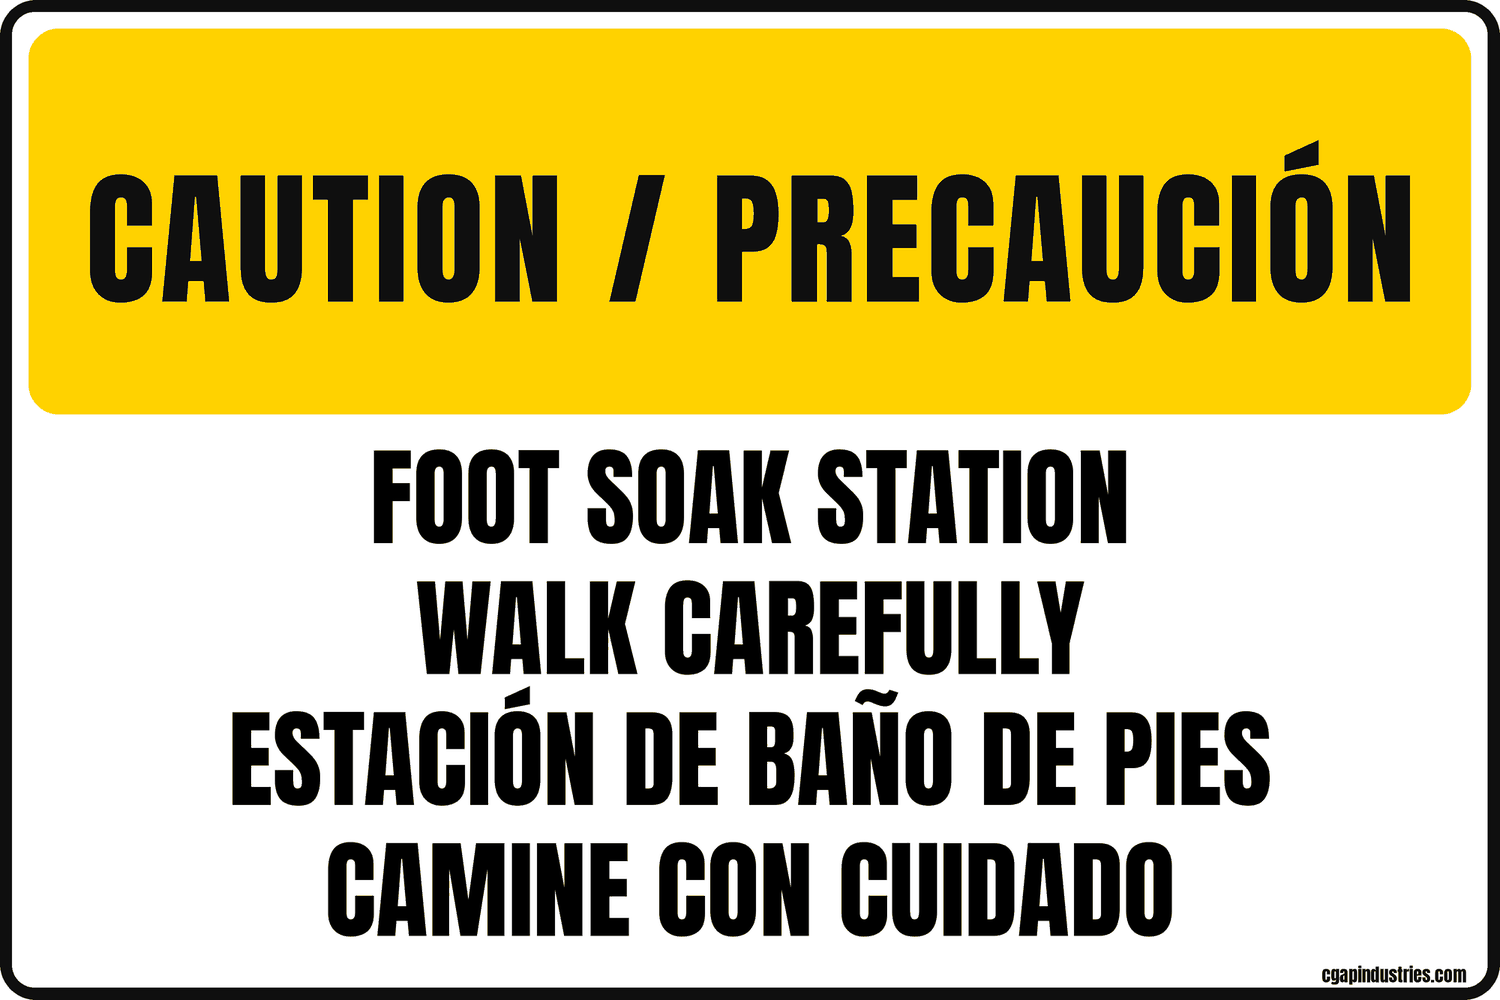 CAUTION / PRECAUCIÓN
FOOT SOAK STATION
WALK CAREFULLY
ESTACIÓN DE BAÑO DE PIES
CAMINE CON CUIDADO
cgapindustries.com